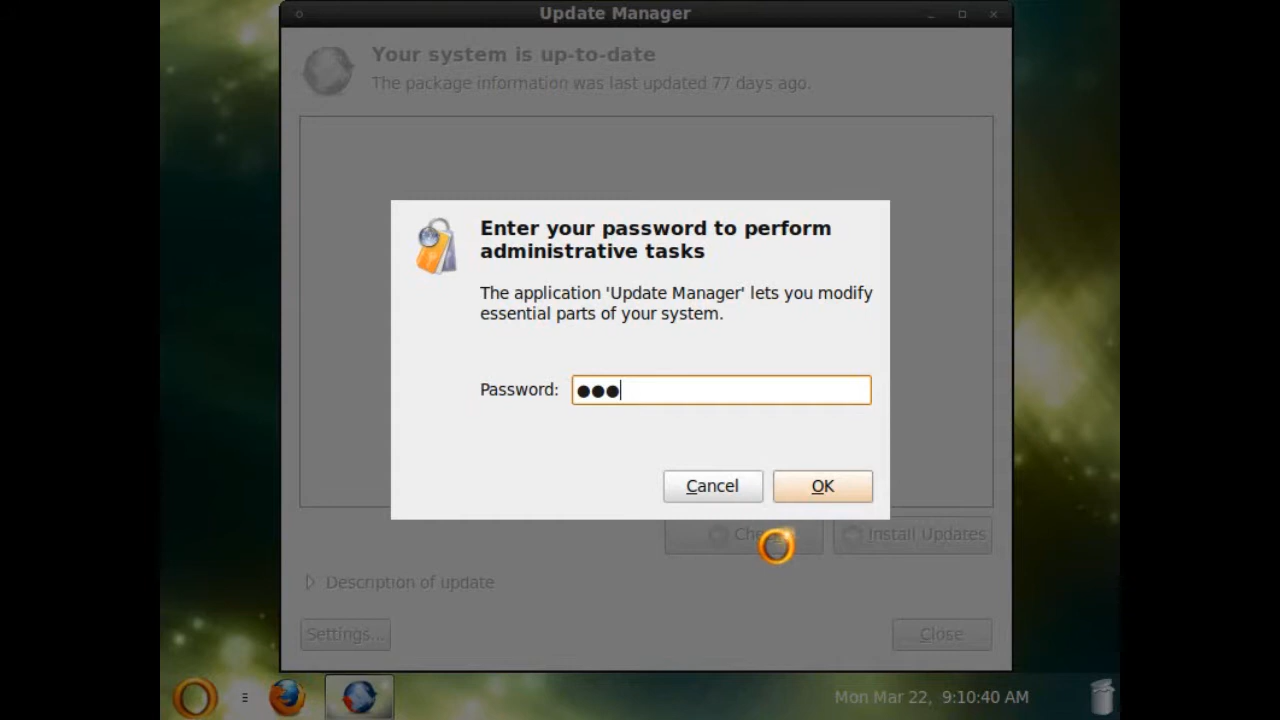 Update Manager
Your system is up-to-date
The package information was last updated 77 days ago.
Enter your password to perform
administrative tasks
The application 'Update Manager' lets you modify
essential parts of your system.
Password: ●●●
Cancel
OK
Install Updates
Description of update
Settings...
Close
Mon Mar 22, 9:10:40 AM